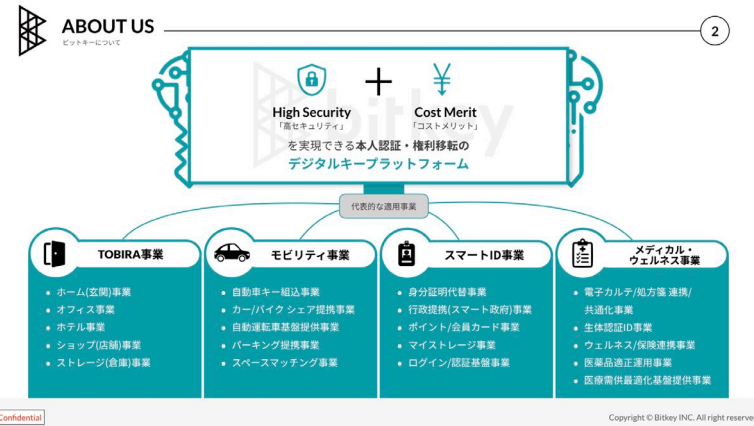 ABOUT US
ビットキーについて
2
bitkey
High Security
「高セキュリティ」
Cost Merit
「コストメリット」
を実現できる本人認証・権利移転の
デジタルキープラットフォーム
代表的な適用事業
TOBIRA事業
・ホーム(玄関)事業
・オフィス事業
・ホテル事業
・ショップ(店舗)事業
・ストレージ(倉庫)事業
モビリティ事業
・自動車キー組込事業
・カー/バイク シェア提携事業
・自動運転車基盤提供事業
・パーキング提携事業
・スペースマッチング事業
スマートID事業
・身分証明代替事業
・行政提携(スマート政府)事業
・ポイント/会員カード事業
・マイストレージ事業
・ログイン/認証基盤事業
メディカル・
ウェルネス事業
・電子カルテ/処方箋 連携/
共通化事業
・生体認証ID事業
・ウェルネス/保険連携事業
・医薬品適正運用事業
・医療需供最適化基盤提供事業
Confidential
Copyright © Bitkey INC. All right reserve